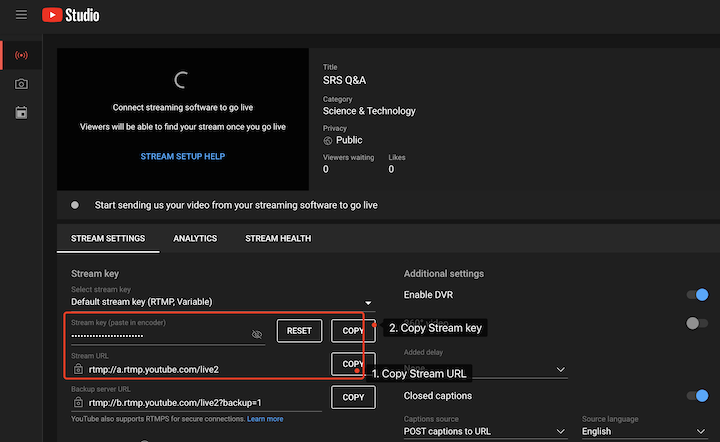 Studio
Connect streaming software to go live
Viewers will be able to find your stream once you go live
STREAM SETUP HELP
Title
SRS Q&A
Category
Science & Technology
Privacy
Public
Viewers waiting Likes
0 0
Start sending us your video from your streaming software to go live
STREAM SETTINGS ANALYTICS STREAM HEALTH
Stream key
Select stream key
Default stream key (RTMP, Variable)
Stream key (paste in encoder)
•••••••••••••••••••••••
RESET COPY
2. Copy Stream key
Stream URL
rtmp://a.rtmp.youtube.com/live2
COPY
1. Copy Stream URL
Backup server URL
rtmp://b.rtmp.youtube.com/live2?backup=1
COPY
YouTube also supports RTMPS for secure connections. Learn more
Additional settings
Enable DVR
Added delay
Closed captions
Captions source Source language
POST captions to URL English